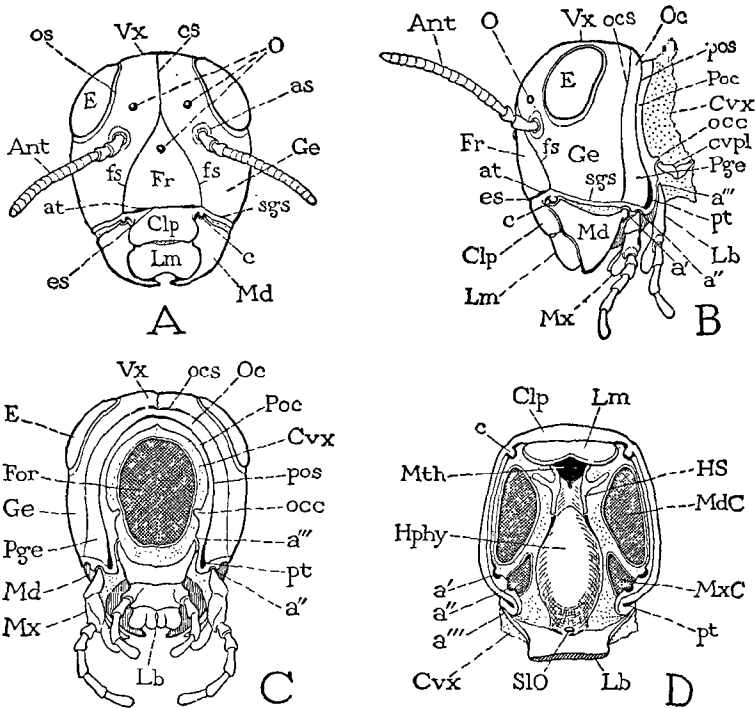 Vx
cs
O
os
E
as
Ant
Ge
fs
fs
Fr
at
sgs
Clp
es
Lm
c
Md
A
Vx
ocs
Oc
Ant
O
pos
E
Poc
Cvx
occ
Fr
fs
Ge
cvpl
at
Pge
es
sgs
a'''
c
pt
Md
Clp
Lb
a'
Lm
a''
Mx
B
Vx
ocs
Oc
E
Poc
Cvx
For
pos
Ge
occ
Pge
a'''
Md
pt
Mx
a''
Lb
C
Clp
Lm
c
Mth
HS
MdC
Hphy
a'
MxC
a''
a'''
pt
Cvx
SlO
Lb
D